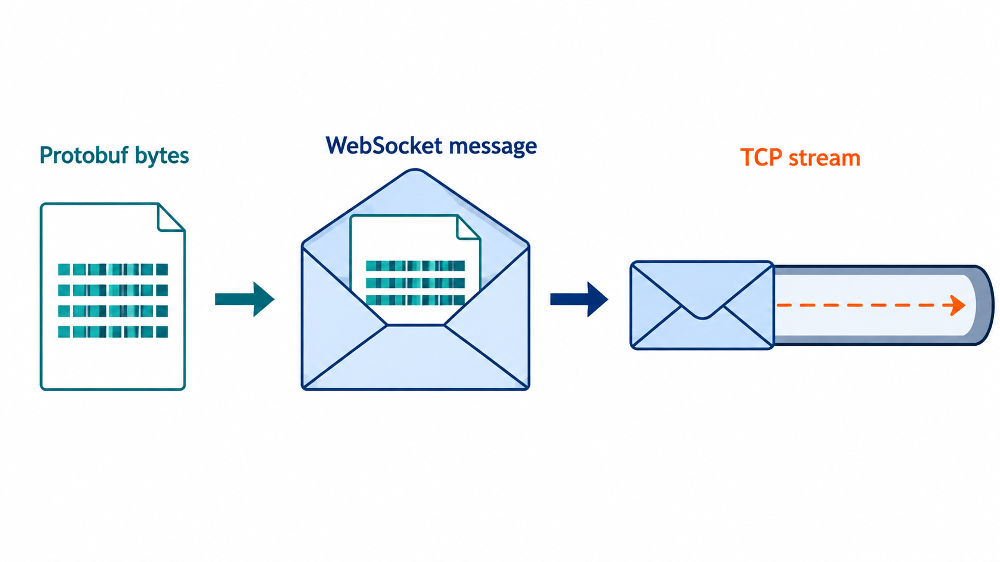 Protobuf bytes
WebSocket message
TCP stream